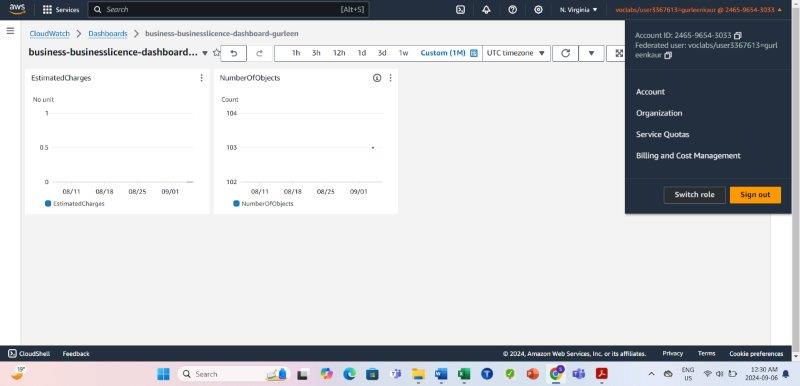 aws
Services
Search
[Alt+S]
N. Virginia
voclabs/user3367613=gurleenkaur @ 2465-9654-3033
CloudWatch > Dashboards > business-businesslicence-dashboard-gurleen
business-businesslicence-dashboard...
1h 3h 12h 1d 3d 1w Custom (1M) UTC timezone
Account ID: 2465-9654-3033
Federated user: voclabs/user3367613=gurl
eenkaur
Account
Organization
Service Quotas
Billing and Cost Management
Switch role
Sign out
EstimatedCharges
No unit
1
0.5
0
08/11 08/18 08/25 09/01
EstimatedCharges
NumberOfObjects
Count
104
103
102
08/11 08/18 08/25 09/01
NumberOfObjects
CloudShell Feedback
© 2024, Amazon Web Services, Inc. or its affiliates. Privacy Terms Cookie preferences
19°
Search
ENG
US
12:30 AM
2024-09-06